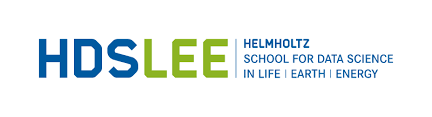 HDSLEE
HELMHOLTZ
SCHOOL FOR DATA SCIENCE
IN LIFE | EARTH | ENERGY